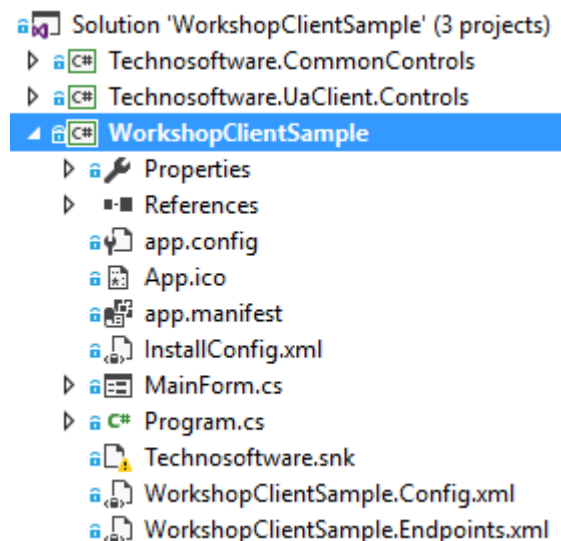 Solution 'WorkshopClientSample' (3 projects)
C# Technosoftware.CommonControls
C# Technosoftware.UaClient.Controls
C# WorkshopClientSample
Properties
References
app.config
App.ico
app.manifest
InstallConfig.xml
MainForm.cs
C# Program.cs
Technosoftware.snk
WorkshopClientSample.Config.xml
WorkshopClientSample.Endpoints.xml